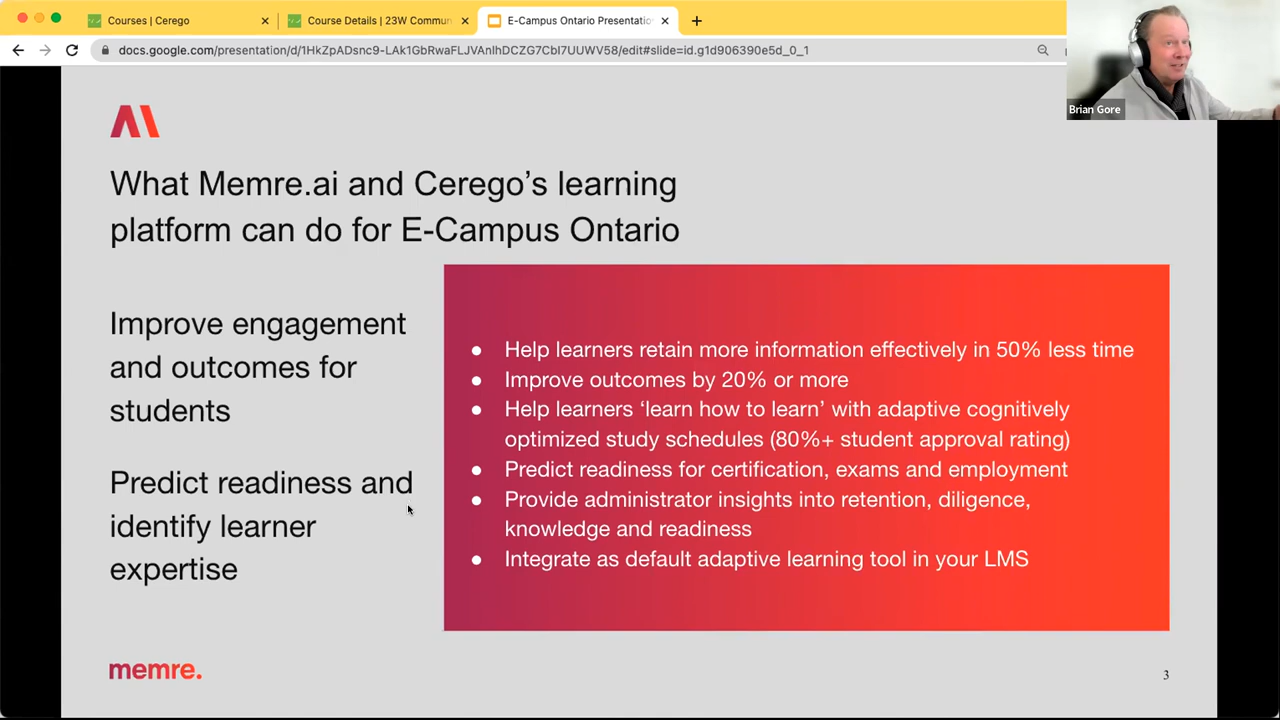 Courses | Cerego
Course Details | 23W Commun
E-Campus Ontario Presentatio
docs.google.com/presentation/d/1HkZpADsnc9-LAk1GbRwaFLJVAnlhDCZG7CbI7UUWV58/edit#slide=id.g1d906390e5d_0_1
Brian Gore
What Memre.ai and Cerego’s learning
platform can do for E-Campus Ontario
Improve engagement
and outcomes for
students
Predict readiness and
identify learner
expertise
● Help learners retain more information effectively in 50% less time
● Improve outcomes by 20% or more
● Help learners ‘learn how to learn’ with adaptive cognitively
optimized study schedules (80%+ student approval rating)
● Predict readiness for certification, exams and employment
● Provide administrator insights into retention, diligence,
knowledge and readiness
● Integrate as default adaptive learning tool in your LMS
memre.
3